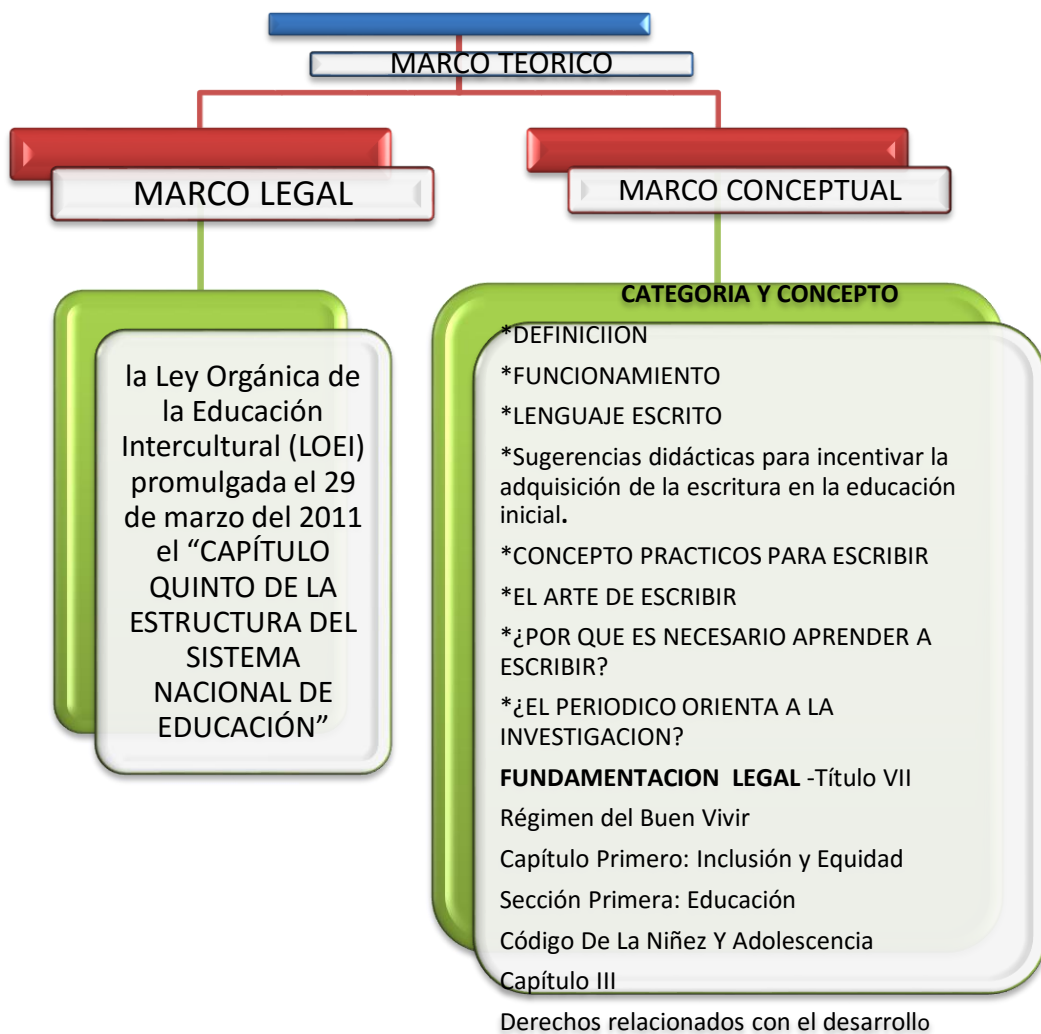 MARCO TEORICO
MARCO LEGAL
MARCO CONCEPTUAL
la Ley Orgánica de
la Educación
Intercultural (LOEI)
promulgada el 29
de marzo del 2011
el “CAPÍTULO
QUINTO DE LA
ESTRUCTURA DEL
SISTEMA
NACIONAL DE
EDUCACIÓN”
CATEGORIA Y CONCEPTO
*DEFINICIION
*FUNCIONAMIENTO
*LENGUAJE ESCRITO
*Sugerencias didácticas para incentivar la
adquisición de la escritura en la educación
inicial.
*CONCEPTO PRACTICOS PARA ESCRIBIR
*EL ARTE DE ESCRIBIR
*¿POR QUE ES NECESARIO APRENDER A
ESCRIBIR?
*¿EL PERIODICO ORIENTA A LA
INVESTIGACION?
FUNDAMENTACION LEGAL -Título VII
Régimen del Buen Vivir
Capítulo Primero: Inclusión y Equidad
Sección Primera: Educación
Código De La Niñez Y Adolescencia
Capítulo III
Derechos relacionados con el desarrollo